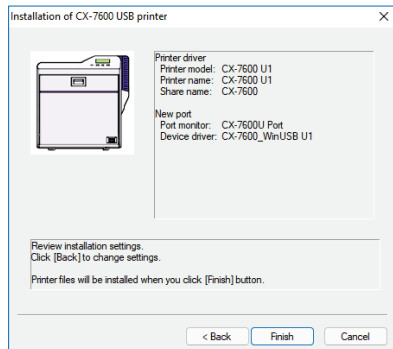 Installation of CX-7600 USB printer
Printer driver
Printer model: CX-7600 U1
Printer name: CX-7600 U1
Share name: CX-7600
New port
Port monitor: CX-7600U Port
Device driver: CX-7600_WinUSB U1
Review installation settings.
Click [Back] to change settings.
Printer files will be installed when you click [Finish] button.
< Back
Finish
Cancel